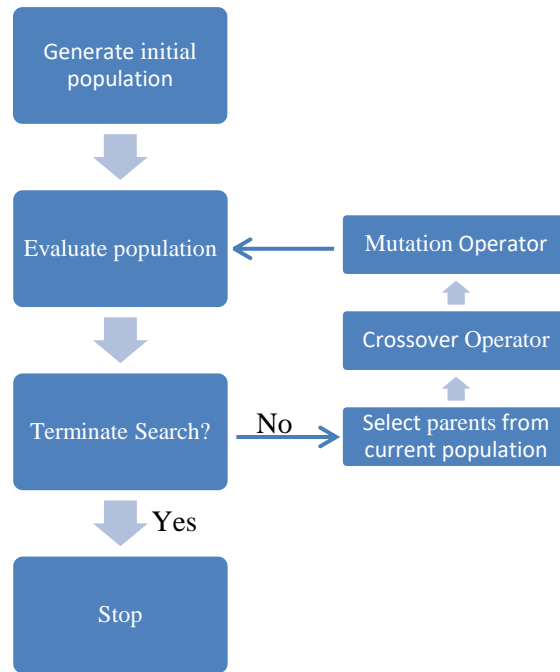 Generate initial
population
Evaluate population
Mutation Operator
Crossover Operator
Terminate Search?
No
Select parents from
current population
Yes
Stop